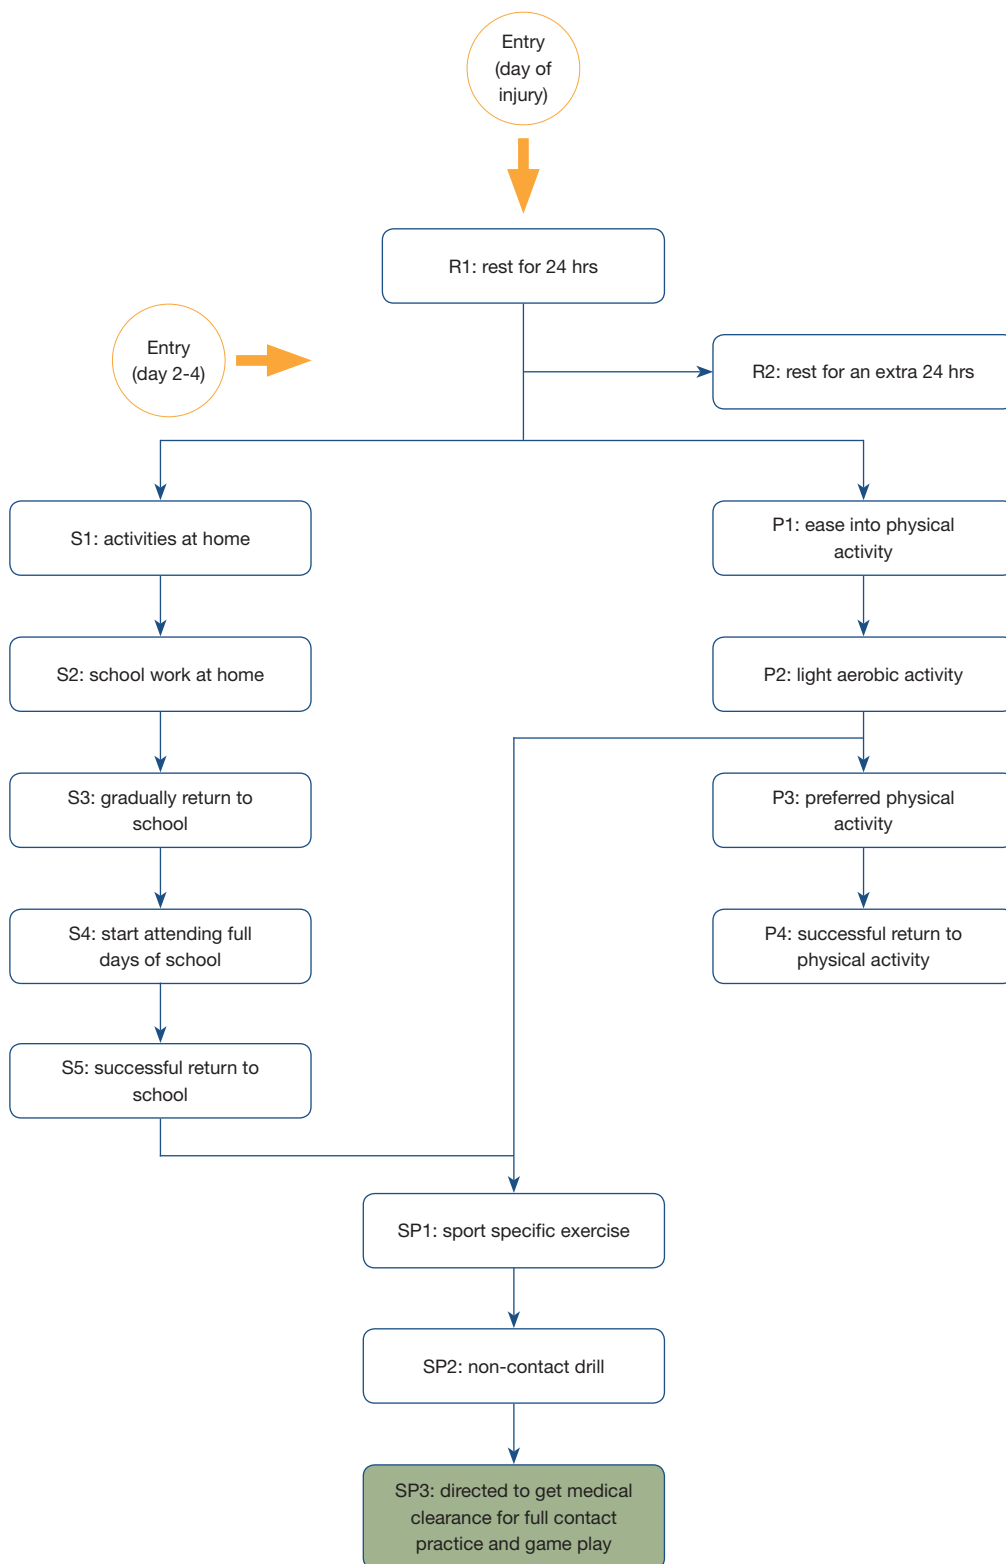 Entry
(day of
injury)
R1: rest for 24 hrs
Entry
(day 2-4)
R2: rest for an extra 24 hrs
S1: activities at home
P1: ease into physical
activity
S2: school work at home
P2: light aerobic activity
S3: gradually return to
school
P3: preferred physical
activity
S4: start attending full
days of school
P4: successful return to
physical activity
S5: successful return to
school
SP1: sport specific exercise
SP2: non-contact drill
SP3: directed to get medical
clearance for full contact
practice and game play